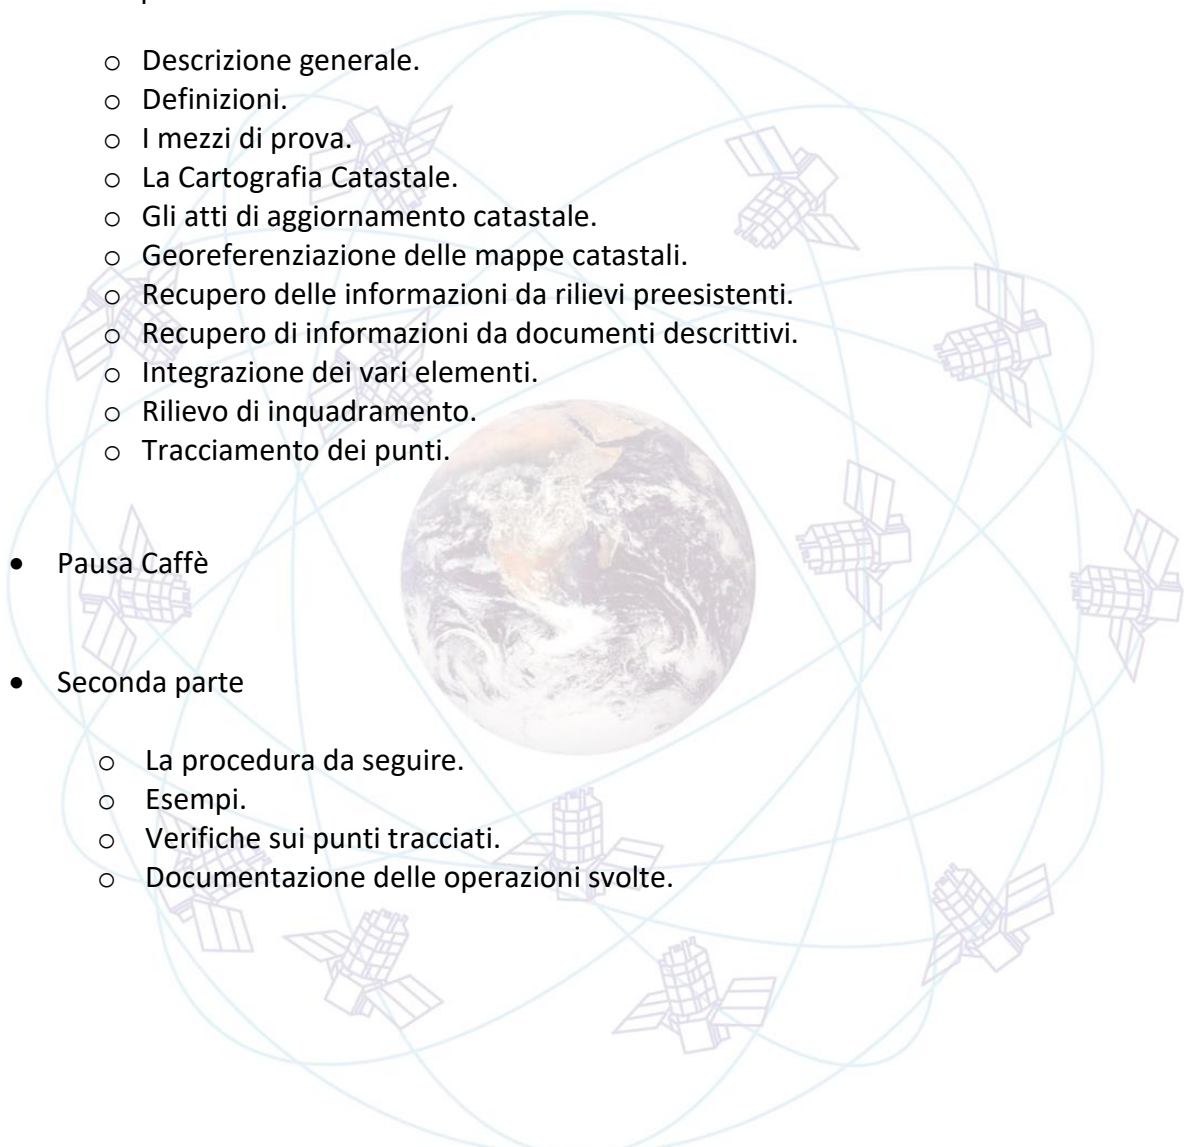 o Descrizione generale.
o Definizioni.
o I mezzi di prova.
o La Cartografia Catastale.
o Gli atti di aggiornamento catastale.
o Georeferenziazione delle mappe catastali.
o Recupero delle informazioni da rilievi preesistenti.
o Recupero di informazioni da documenti descrittivi.
o Integrazione dei vari elementi.
o Rilievo di inquadramento.
o Tracciamento dei punti.
• Pausa Caffè
• Seconda parte
o La procedura da seguire.
o Esempi.
o Verifiche sui punti tracciati.
o Documentazione delle operazioni svolte.